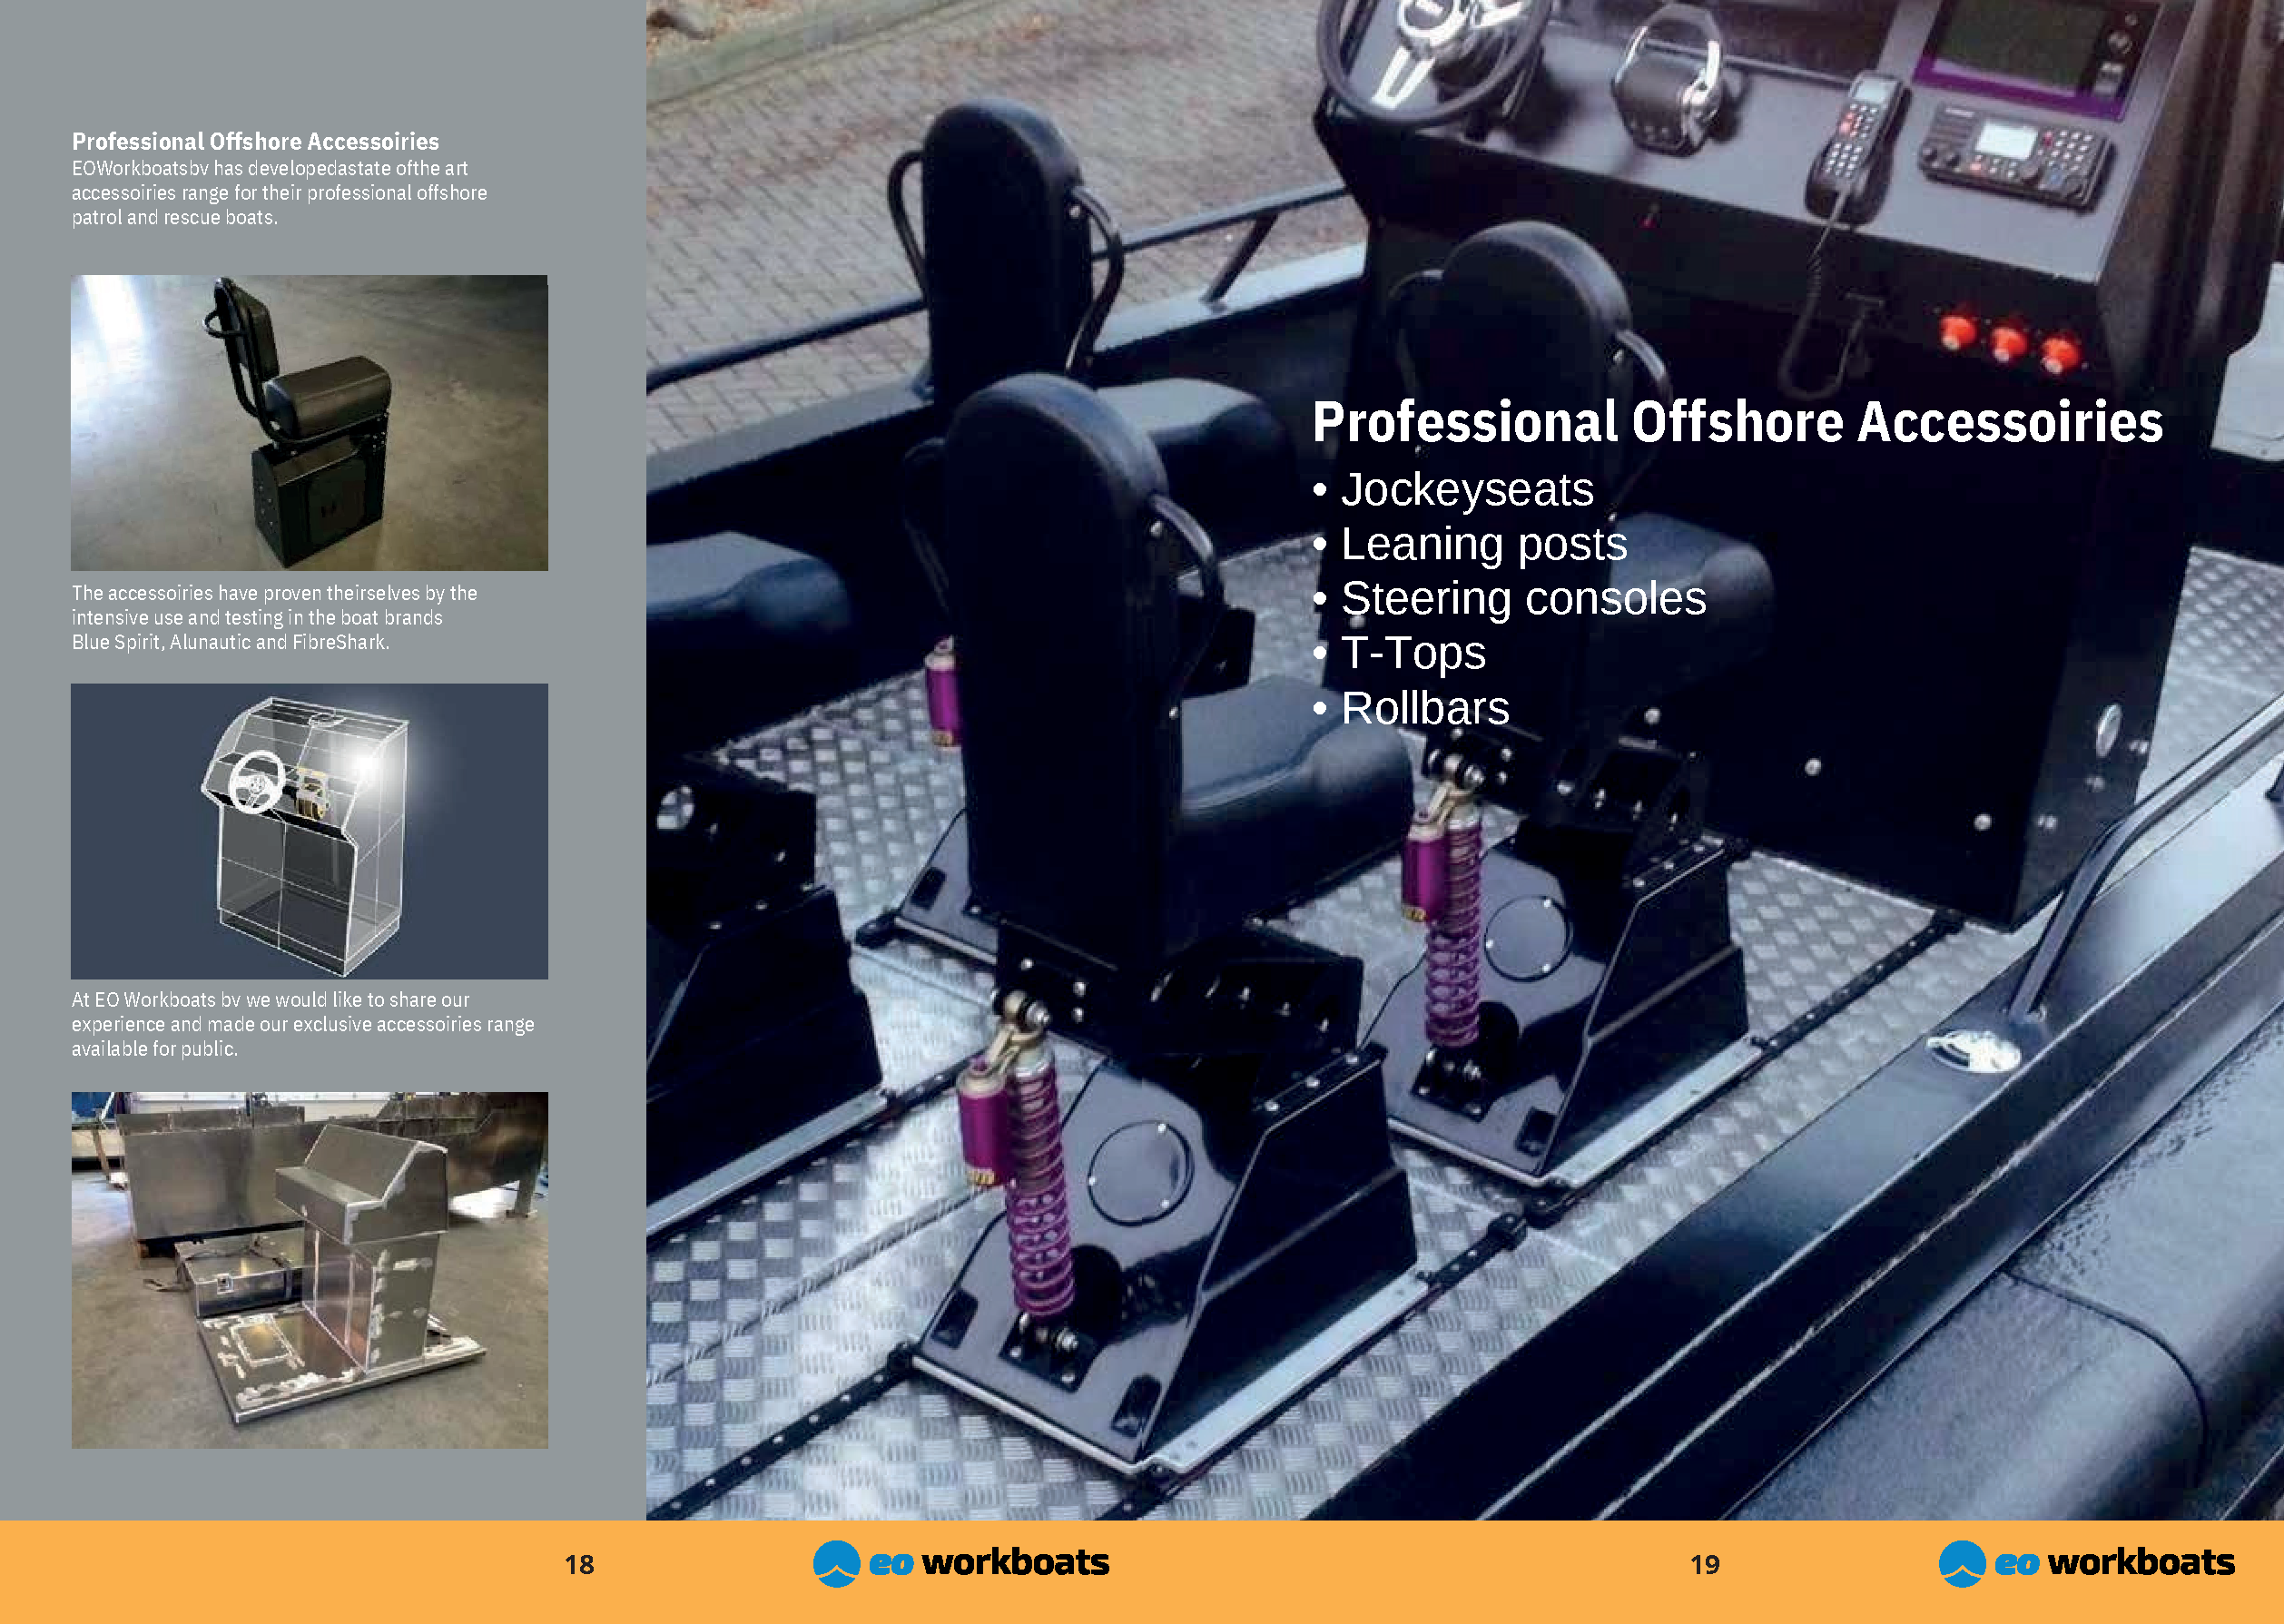 Professional Offshore Accessoiries
EOWorkboatsbv has developedastate ofthe art
accessoiries range for their professional offshore
patrol and rescue boats.
The accessoiries have proven theirselves by the
intensive use and testing in the boat brands
Blue Spirit, Alunautic and FibreShark.
At EO Workboats bv we would like to share our
experience and made our exclusive accessoiries range
available for public.
Professional Offshore Accessoiries
• Jockeyseats
• Leaning posts
• Steering consoles
• T-Tops
• Rollbars
18
eo workboats
19
eo workboats